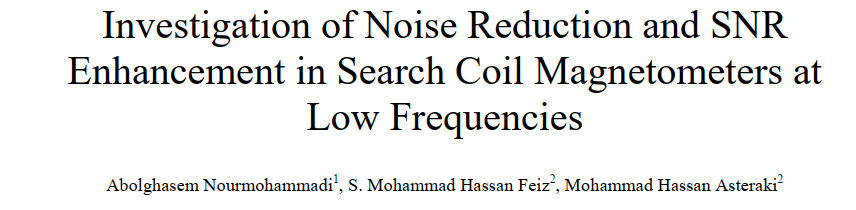 Investigation of Noise Reduction and SNR
Enhancement in Search Coil Magnetometers at
Low Frequencies
Abolghasem Nourmohammadi¹, S. Mohammad Hassan Feiz², Mohammad Hassan Asteraki²